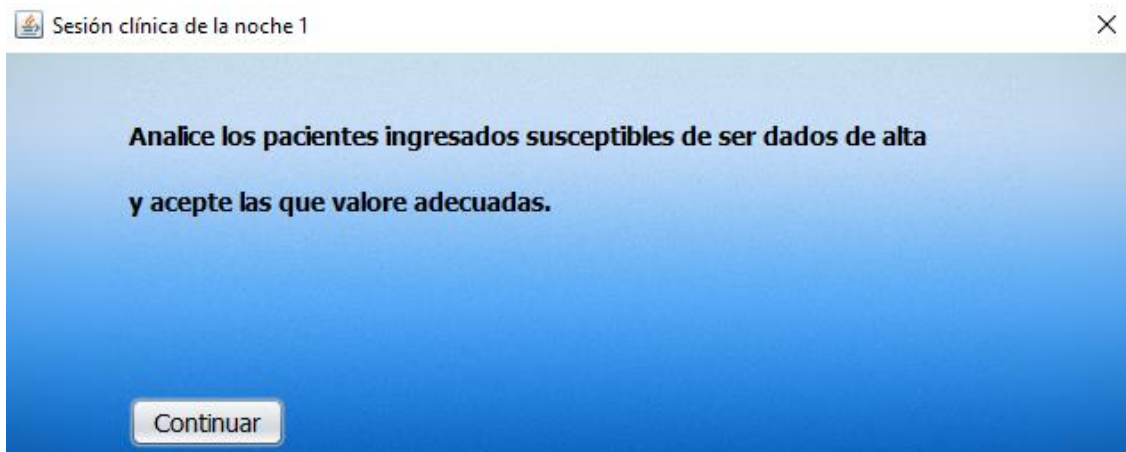 Sesión clínica de la noche 1
Analice los pacientes ingresados susceptibles de ser dados de alta
y acepte las que valore adecuadas.
Continuar